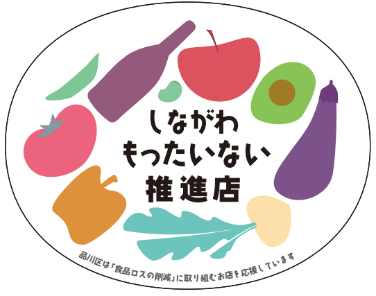 しながわ
もったいない
推進店
品川区は「食品ロスの削減」に取り組むお店を応援しています